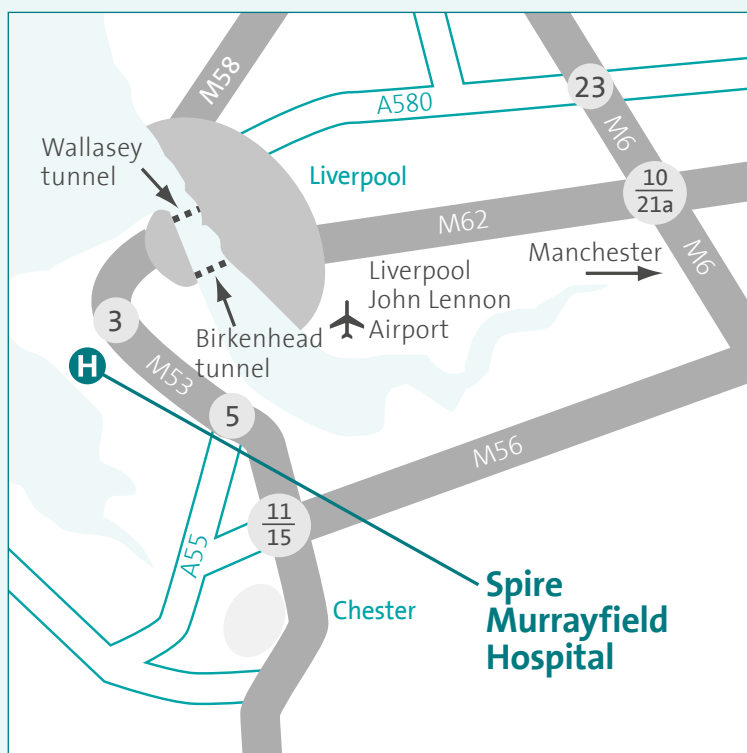 M58
23
A580
M6
Wallasey
tunnel
Liverpool
10
21a
M62
M6
Manchester
Liverpool
John Lennon
Airport
3
Birkenhead
tunnel
H
M53
5
M56
11
15
A55
Spire
Murrayfield
Hospital
Chester